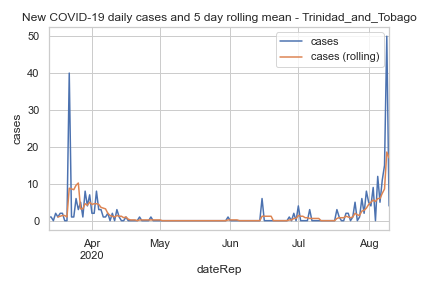 New COVID-19 daily cases and 5 day rolling mean - Trinidad_and_Tobago
cases
cases (rolling)
50
40
30
20
10
0
cases
Apr
2020
May
Jun
Jul
Aug
dateRep